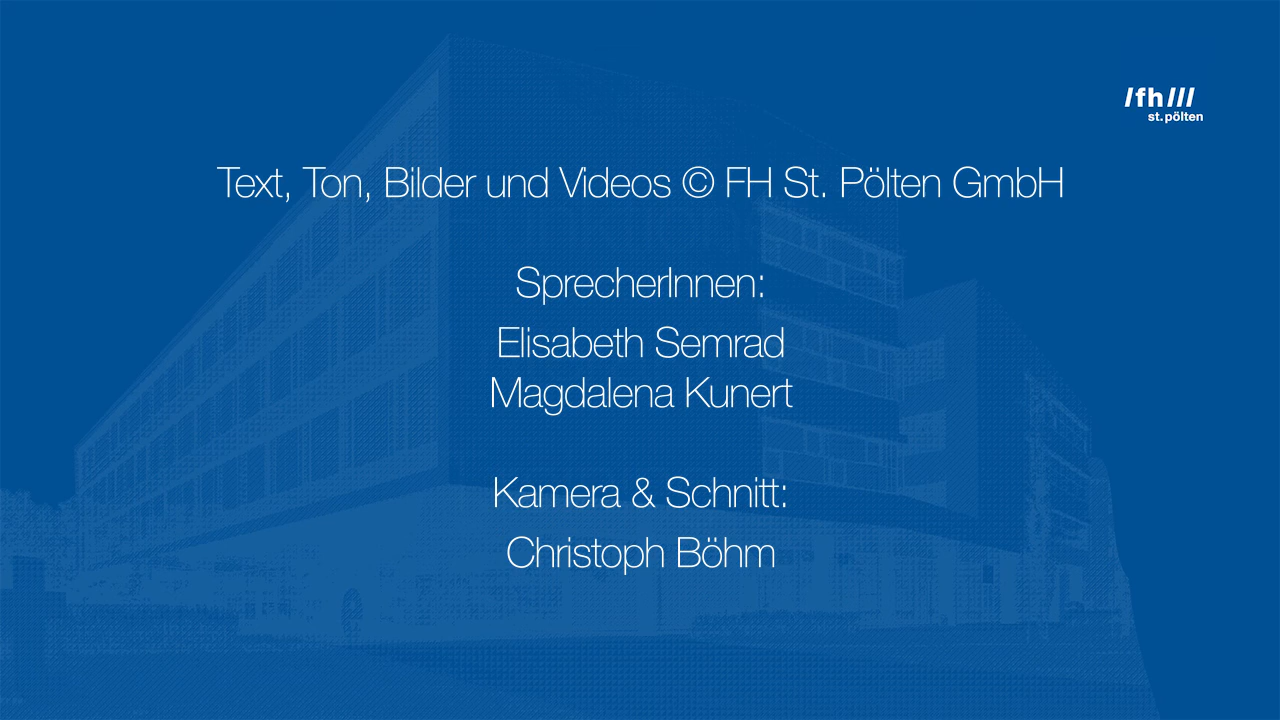 /fh///
st. pölten
Text, Ton, Bilder und Videos © FH St. Pölten GmbH
SprecherInnen:
Elisabeth Semrad
Magdalena Kunert
Kamera & Schnitt:
Christoph Böhm